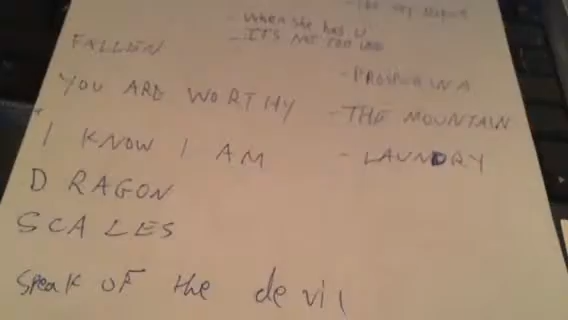 - When she has U
- IT'S NOT TOO
FALLEN
YOU ARE WORTHY
I KNOW I AM
DRAGON
SCALES
Speak OF the devil
-
- THE MOUNTAIN
- LAUNDRY